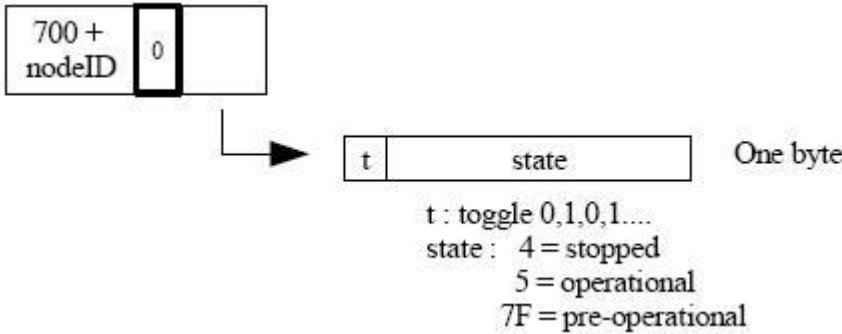 700 +
nodeID
0
t
state
One byte
t : toggle 0,1,0,1....
state : 4 = stopped
5 = operational
7F = pre-operational